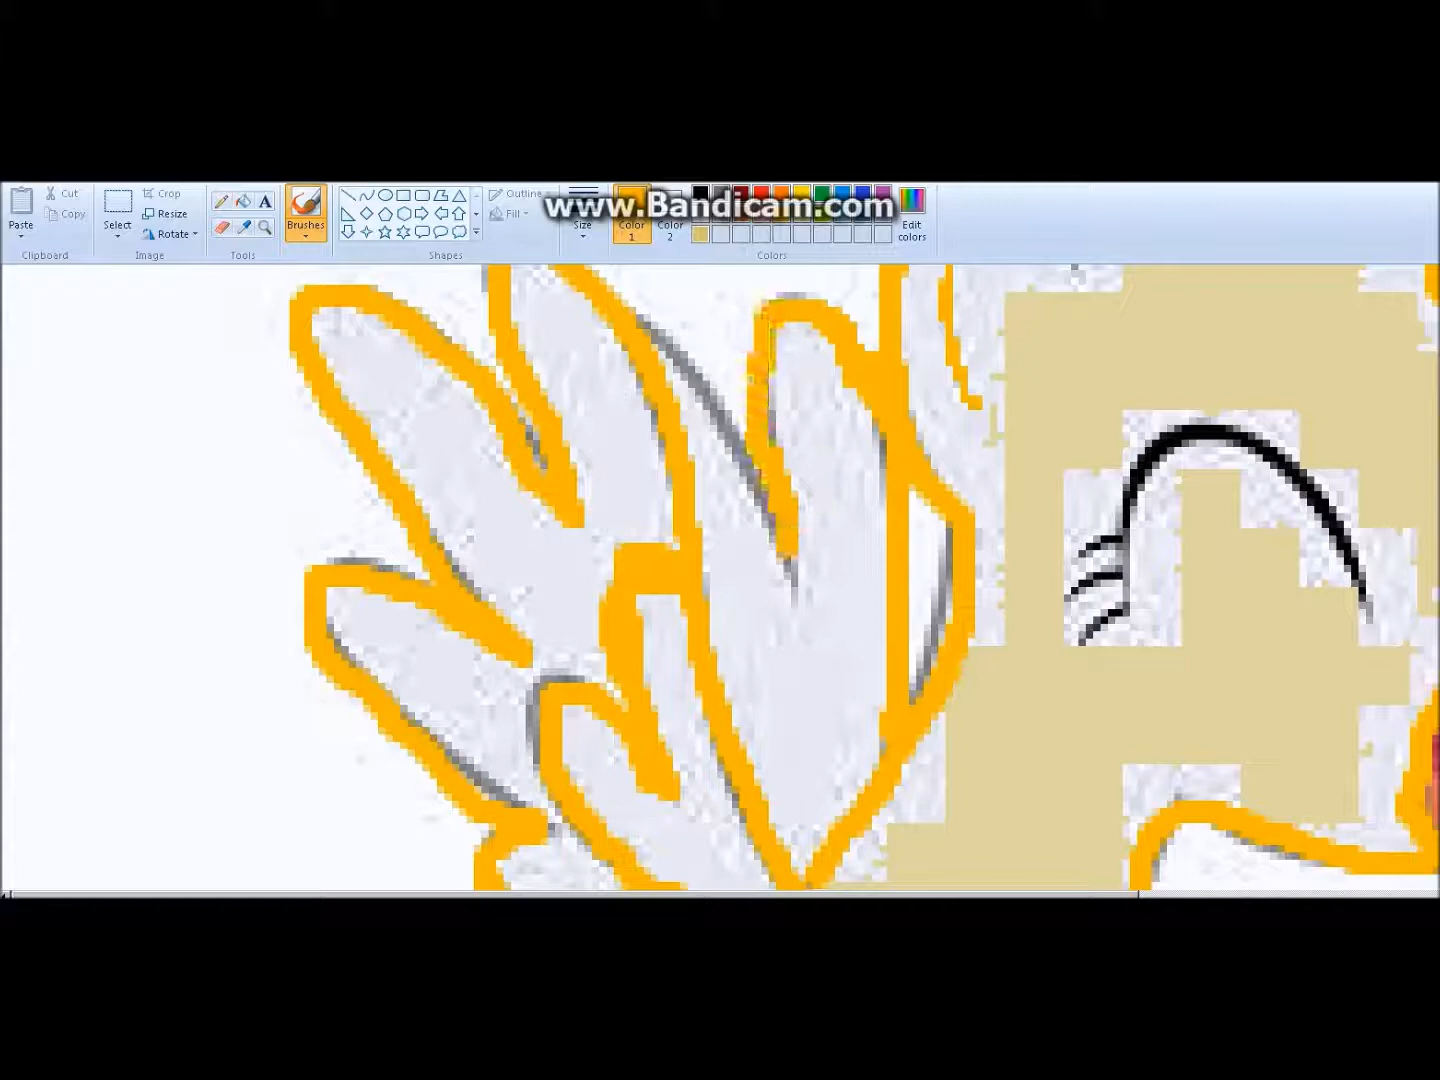 Cut
Crop
A
Outline
www.Bandicam.com
Copy
Resize
Fill
Paste
Select
Rotate
Brushes
Size
Color
1
Color
2
Edit
colors
Clipboard
Image
Tools
Shapes
Colors